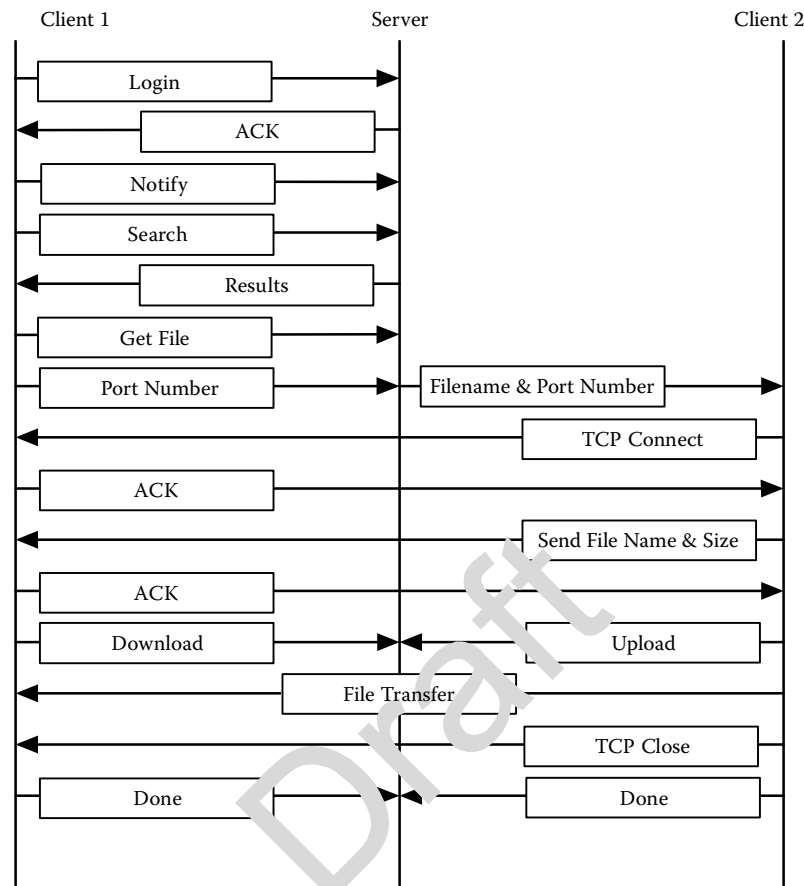 Client 1 Server Client 2
Login
ACK
Notify
Search
Results
Get File
Port Number Filename & Port Number
TCP Connect
ACK
Send File Name & Size
ACK
Download Upload
File Transfer
TCP Close
Done Done
Draft